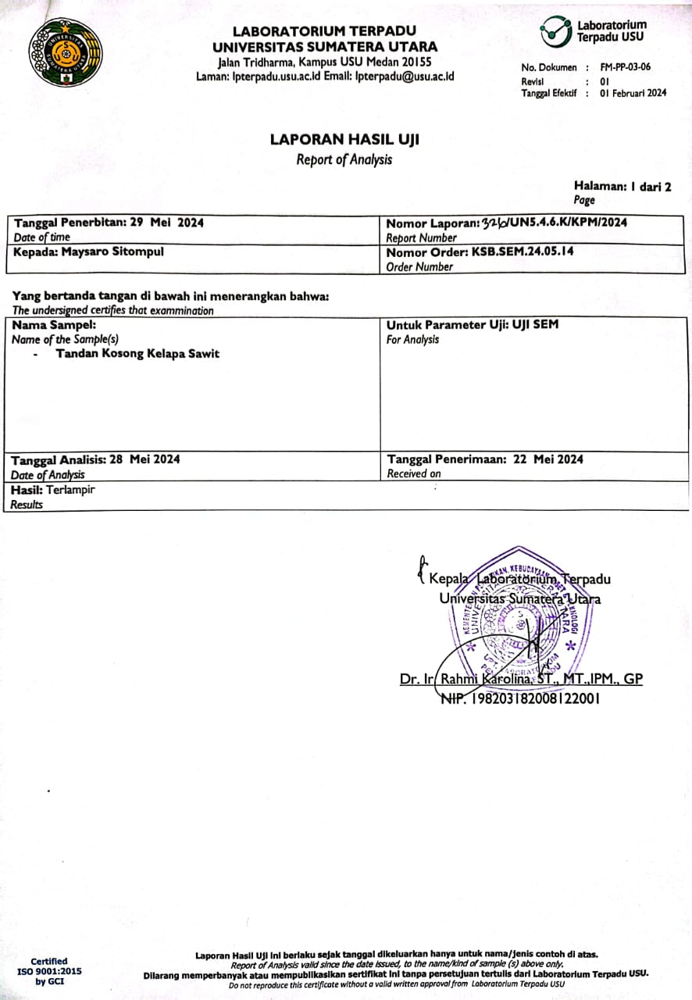 LABORATORIUM TERPADU
UNIVERSITAS SUMATERA UTARA
Jalan Tridharma, Kampus USU Medan 20155
Laman: lpterpadu.usu.ac.id Email: lpterpadu@usu.ac.id
Laboratorium
Terpadu USU
No. Dokumen : FM-PP-03-06
Revisi : 01
Tanggal Efektif : 01 Februari 2024
LAPORAN HASIL UJI
Report of Analysis
Halaman: 1 dari 2
Page
Tanggal Penerbitan: 29 Mei 2024
Date of time
Nomor Laporan: 326/UN5.4.6.K/KPM/2024
Report Number
Kepada: Maysaro Sitompul
Nomor Order: KSB.SEM.24.05.14
Order Number
Yang bertanda tangan di bawah ini menerangkan bahwa:
The undersigned certifies that exammination
Nama Sampel:
Name of the Sample(s)
- Tandan Kosong Kelapa Sawit
Untuk Parameter Uji: UJI SEM
For Analysis
Tanggal Analisis: 28 Mei 2024
Date of Analysis
Tanggal Penerimaan: 22 Mei 2024
Received on
Hasil: Terlampir
Results
Kepala Laboratorium Terpadu
Universitas Sumatera Utara
Dr. Ir. Rahmi Karolina, ST., MT.,IPM., GP
NIP. 198203182008122001
Certified
ISO 9001:2015
by GCI
Laporan Hasil Uji ini berlaku sejak tanggal dikeluarkan hanya untuk nama/jenis contoh di atas.
Report of Analysis valid since the date issued, to the name/kind of sample (s) above only.
Dilarang memperbanyak atau mempublikasikan sertifikat ini tanpa persetujuan tertulis dari Laboratorium Terpadu USU.
Do not reproduce this certificate without a valid written approval from Laboratorium Terpadu USU